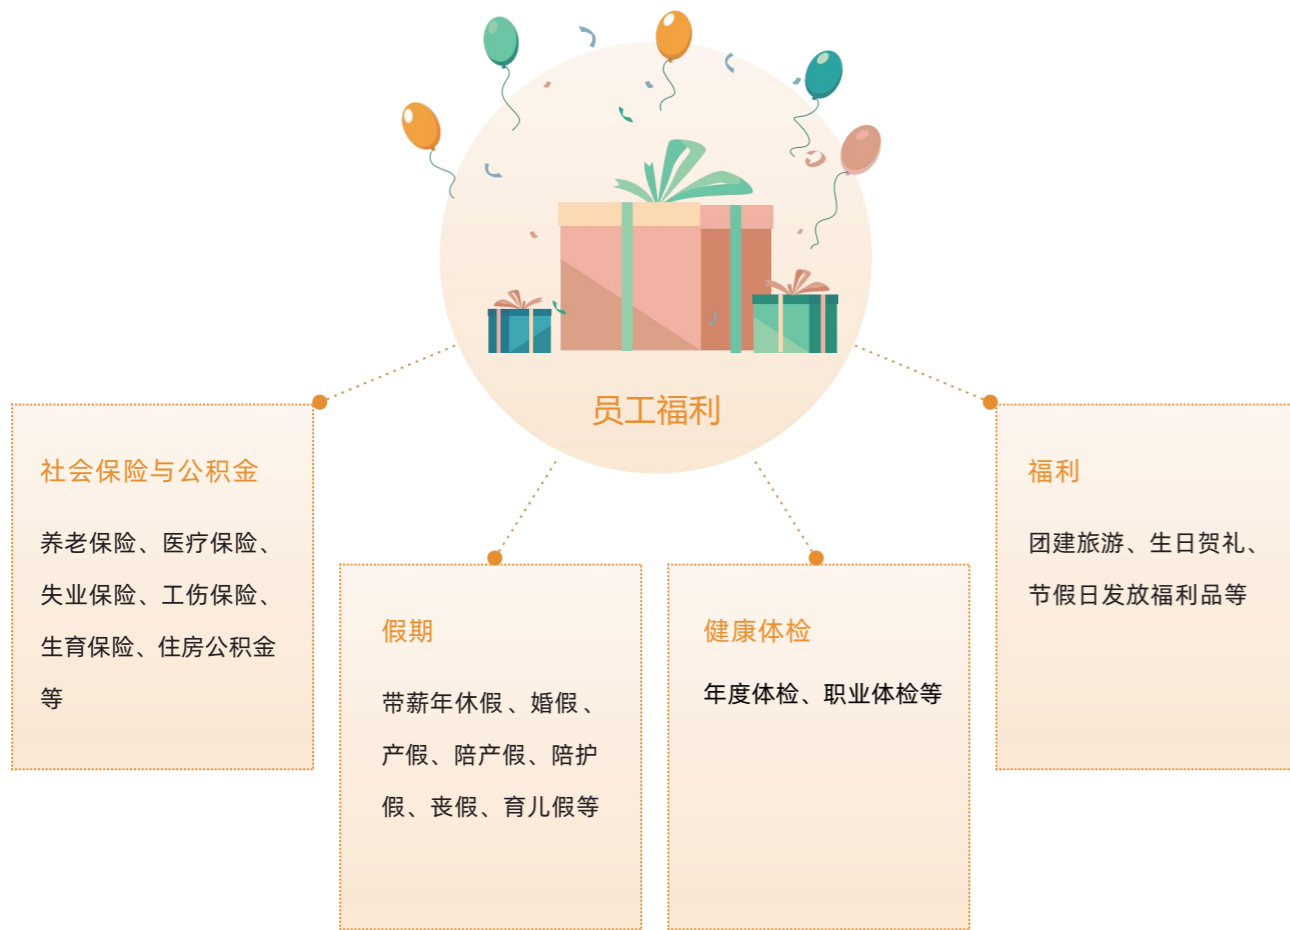 员工福利
社会保险与公积金
养老保险、医疗保险、
失业保险、工伤保险、
生育保险、住房公积金
等
假期
带薪年休假、婚假、
产假、陪产假、陪护
假、丧假、育儿假等
健康体检
年度体检、职业体检等
福利
团建旅游、生日贺礼、
节假日发放福利品等